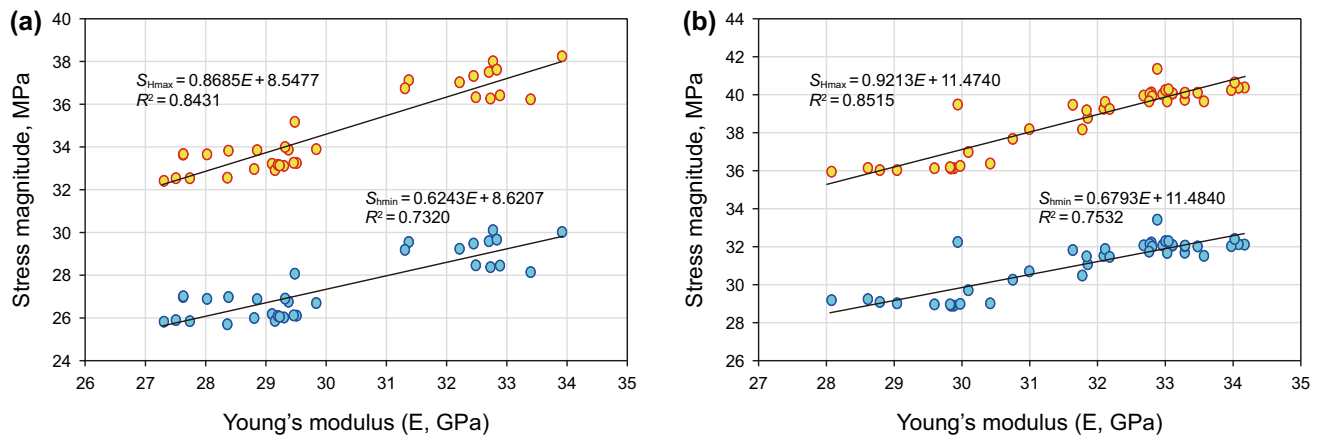 (a)
40
38
36
34
32
30
28
26
24
Stress magnitude, MPa
S_Hmax = 0.8685E + 8.5477
R² = 0.8431
S_hmin = 0.6243E + 8.6207
R² = 0.7320
26 27 28 29 30 31 32 33 34 35
Young's modulus (E, GPa)
(b)
44
42
40
38
36
34
32
30
28
26
Stress magnitude, MPa
S_Hmax = 0.9213E + 11.4740
R² = 0.8515
S_hmin = 0.6793E + 11.4840
R² = 0.7532
27 28 29 30 31 32 33 34 35
Young's modulus (E, GPa)